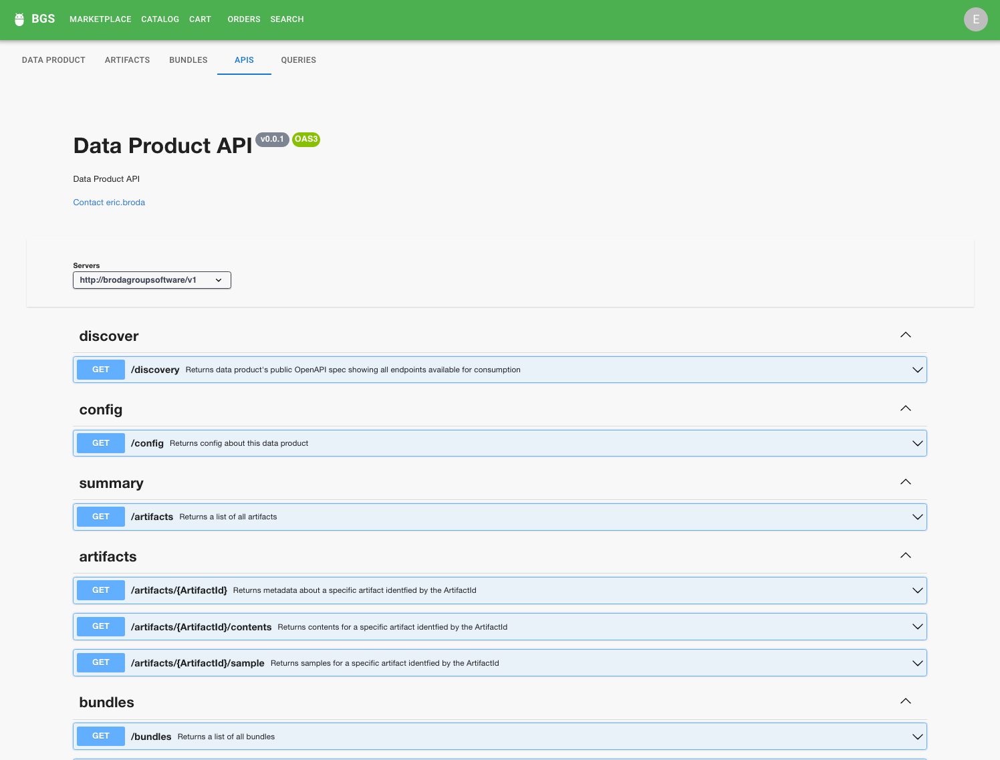 BGS MARKETPLACE CATALOG CART ORDERS SEARCH E
DATA PRODUCT ARTIFACTS BUNDLES APIS QUERIES
Data Product API v0.0.1 OAS3
Data Product API
Contact eric.broda
Servers
http://brodagroupsoftware/v1
discover
GET /discovery Returns data product's public OpenAPI spec showing all endpoints available for consumption
config
GET /config Returns config about this data product
summary
GET /artifacts Returns a list of all artifacts
artifacts
GET /artifacts/{ArtifactId} Returns metadata about a specific artifact identfied by the ArtifactId
GET /artifacts/{ArtifactId}/contents Returns contents for a specific artifact identfied by the ArtifactId
GET /artifacts/{ArtifactId}/sample Returns samples for a specific artifact identfied by the ArtifactId
bundles
GET /bundles Returns a list of all bundles